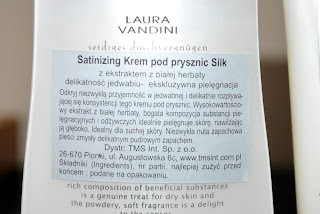 LAURA
VANDINI
seidiges duschvergnügen
Satinizing Krem pod prysznic Silk
z ekstraktem z białej herbaty
delikatność jedwabiu- ekskluzywna pielęgnacja
Odkryj niezwykłą przyjemność w jedwabnej i delikatnie rozpływa-
jącej się konsystencji tego kremu pod prysznic. Wysokowartościo-
wy ekstrakt z białej herbaty, bogata kompozycja substancji pie-
lęgnacyjnych i odżywczych idealnie pielęgnuje skórę, nawilżając
ją głęboko. Idealny dla suchej skóry. Niezwykła nuta zapachowa
pieści zmysły delikatnym pudrowym zapachem.
Dystr: TMS Int. Sp. z o.o.
26-670 Pionki, ul. Augustowska 6c, www.tmsint.com.pl
Składniki (Ingredients), nr partii, najlepiej zużyć przed
koncem : podane na opakowaniu.
rich composition of beneficial substances
is a genuine treat for dry skin and
the powdery, soft fragrance is a delight
to the senses